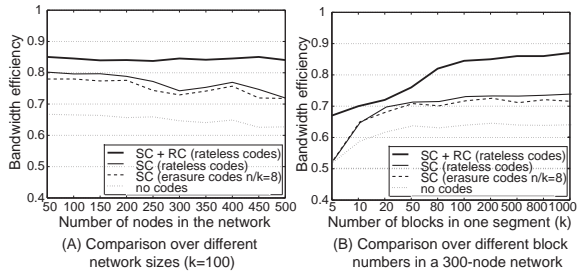 1
0.9
0.8
0.7
0.6
0.5
0.4
Bandwidth efficiency
SC + RC (rateless codes)
SC (rateless codes)
SC (erasure codes n/k=8)
no codes
50 100 150 200 250 300 350 400 450 500
Number of nodes in the network
(A) Comparison over different
network sizes (k=100)
1
0.9
0.8
0.7
0.6
0.5
0.4
Bandwidth efficiency
SC + RC (rateless codes)
SC (rateless codes)
SC (erasure codes n/k=8)
no codes
5 10 20 50 80 100 200 500 800 1000
Number of blocks in one segment (k)
(B) Comparison over different block
numbers in a 300-node network